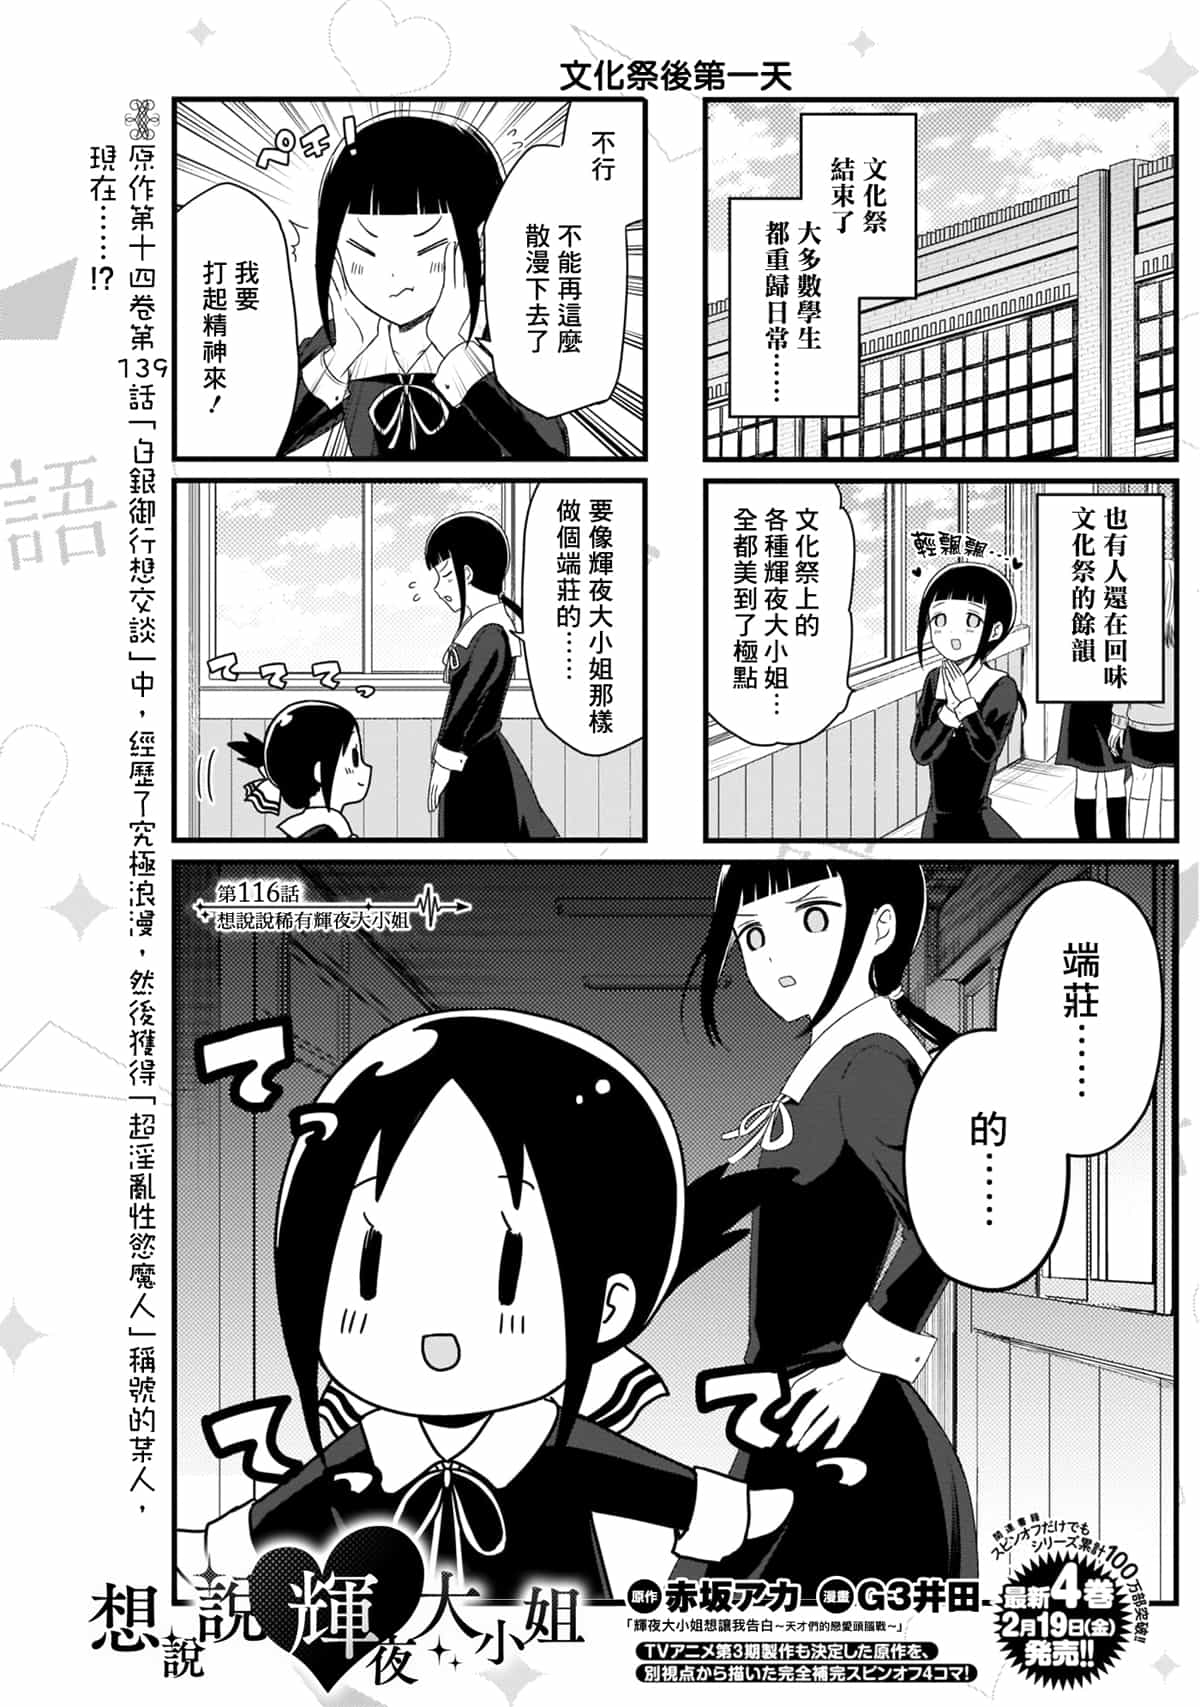 文化祭後第一天
文化祭
結束了
大多數學生
都重歸日常……
也有人還在回味
文化祭的餘韻
輕飄飄…
文化祭上的
各種輝夜大小姐…
全都美到了極點
不行
不能再這麼
散漫下去了
ペチ!
我要
打起精神來!
要像輝夜大小姐那樣
做個端莊的……
て て てっ
第116話
想說說稀有輝夜大小姐
端莊……
的……
て
て
て
て
原作第十四卷第139話「白銀御行想交談」中,經歷了究極浪漫,然後獲得「超淫亂性慾魔人」稱號的某人,
現在……!?
語
想說說輝夜大小姐
原作 赤坂アカ 漫畫 G3井田
「輝夜大小姐想讓我告白～天才們的戀愛頭腦戰～」
TVアニメ第3期製作も決定した原作を、
別視点から描いた完全補完スピンオフ4コマ!
関連書籍
スピンオフだけでも
シリーズ累計100万部突破!!
最新4巻
2月19日(金)
発売!!